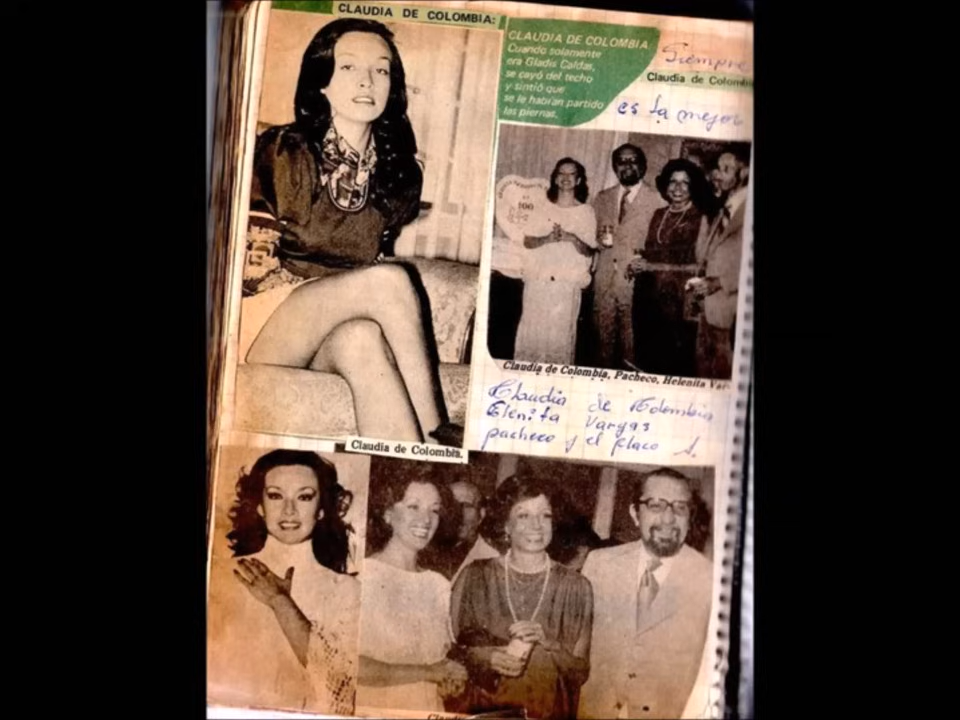 CLAUDIA DE COLOMBIA:
CLAUDIA DE COLOMBIA
Cuando solamente
era Gladis Caldas,
se cayó del techo
y sintió que
se le habían partido
las piernas.
Siempre
Claudia de Colombia
es la mejor
100
Claudia de Colombia, Pacheco, Helenita Var
Claudia de Colombia
Elenita Vargas
pacheco y el flaco A.
Claudia de Colombia.